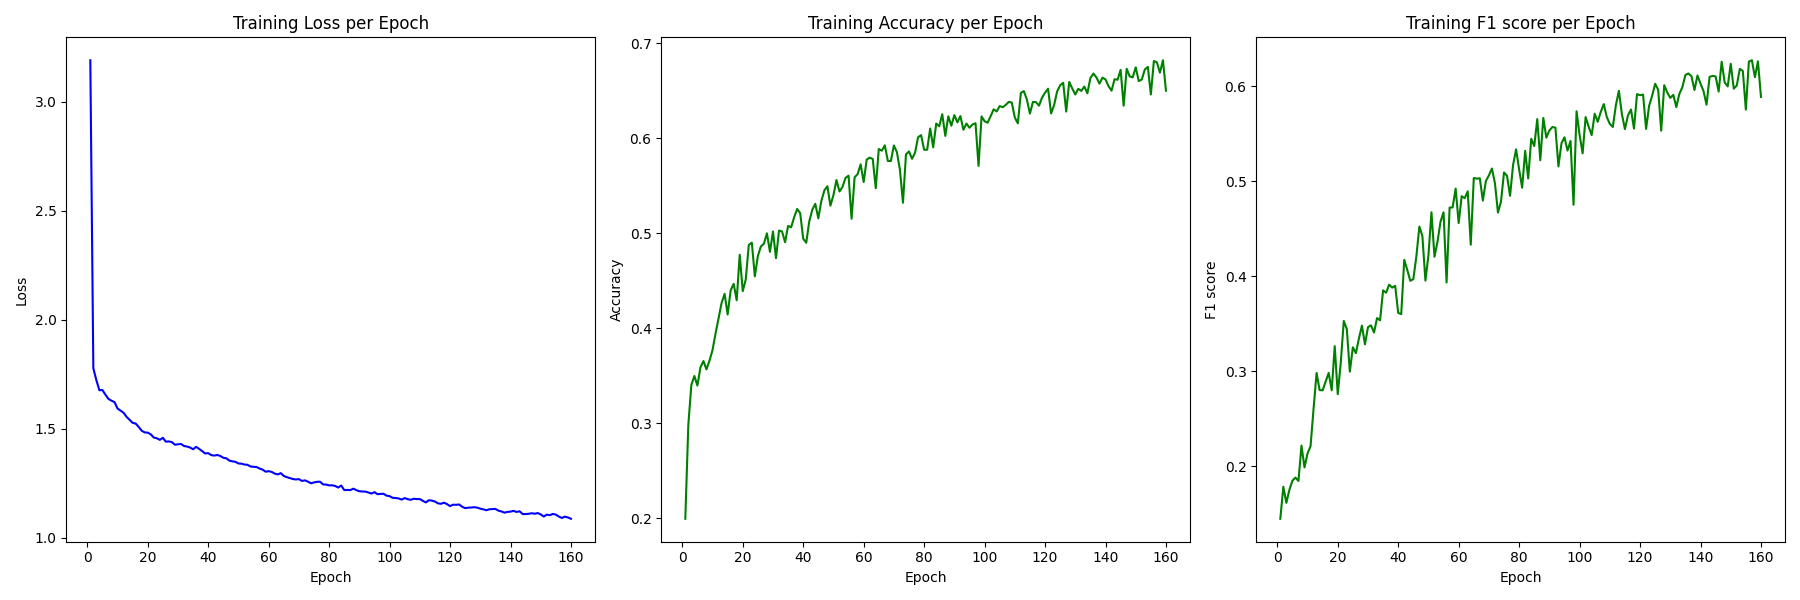 Training Loss per Epoch
Loss
3.0
2.5
2.0
1.5
1.0
0 20 40 60 80 100 120 140 160
Epoch
Training Accuracy per Epoch
Accuracy
0.7
0.6
0.5
0.4
0.3
0.2
0 20 40 60 80 100 120 140 160
Epoch
Training F1 score per Epoch
F1 score
0.6
0.5
0.4
0.3
0.2
0 20 40 60 80 100 120 140 160
Epoch